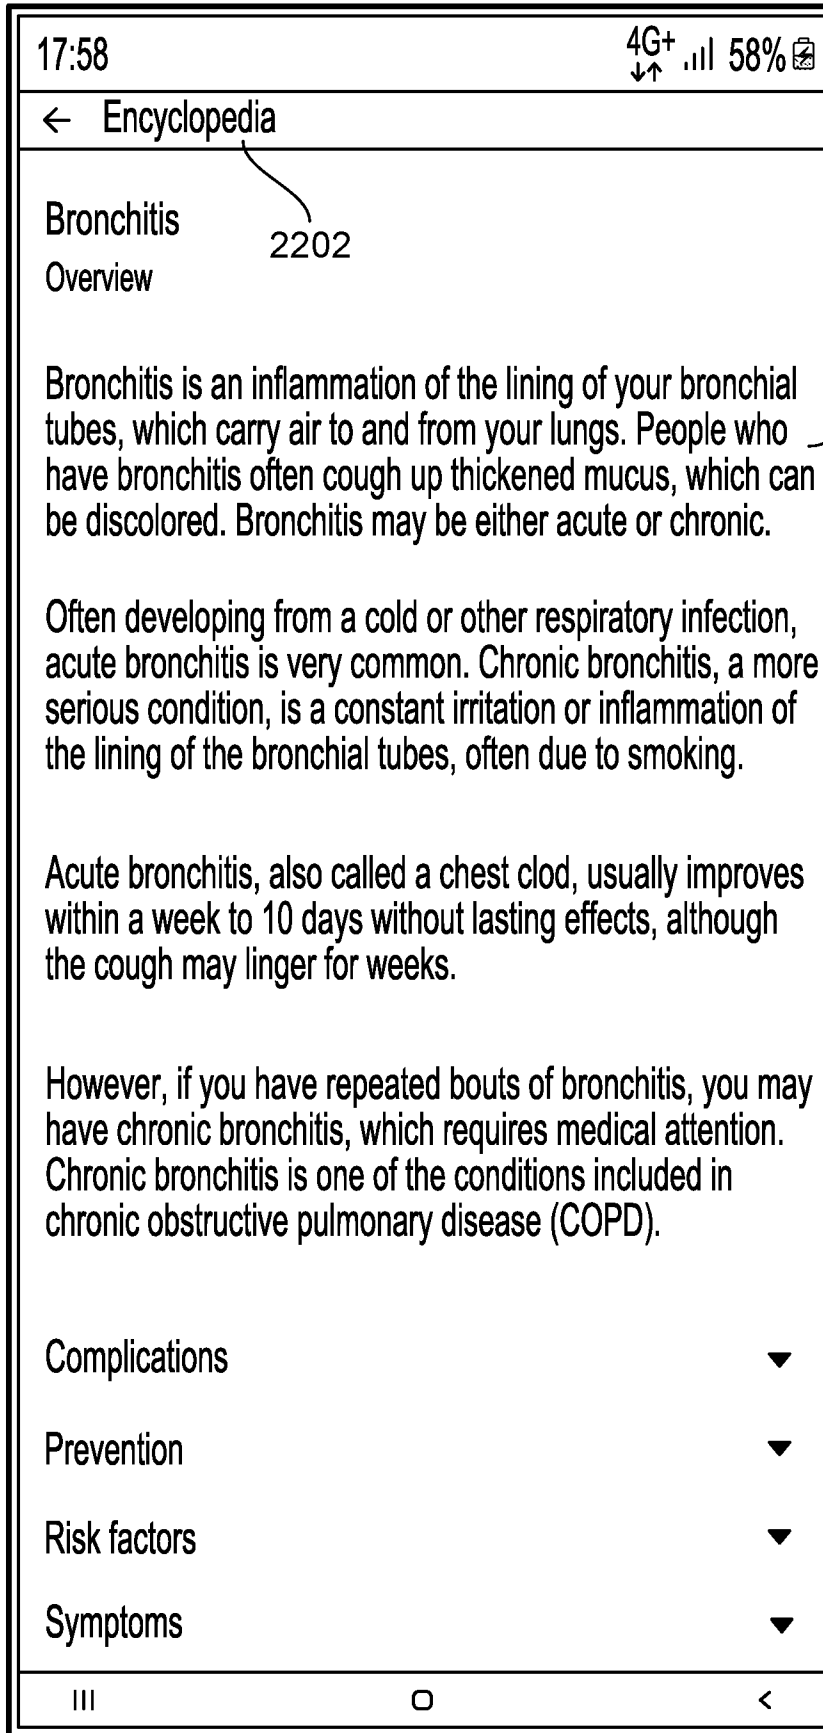 17:58 4G+ 58%
Encyclopedia
2202
Bronchitis
Overview
Bronchitis is an inflammation of the lining of your bronchial
tubes, which carry air to and from your lungs. People who
have bronchitis often cough up thickened mucus, which can
be discolored. Bronchitis may be either acute or chronic.
Often developing from a cold or other respiratory infection,
acute bronchitis is very common. Chronic bronchitis, a more
serious condition, is a constant irritation or inflammation of
the lining of the bronchial tubes, often due to smoking.
Acute bronchitis, also called a chest clod, usually improves
within a week to 10 days without lasting effects, although
the cough may linger for weeks.
However, if you have repeated bouts of bronchitis, you may
have chronic bronchitis, which requires medical attention.
Chronic bronchitis is one of the conditions included in
chronic obstructive pulmonary disease (COPD).
Complications
Prevention
Risk factors
Symptoms